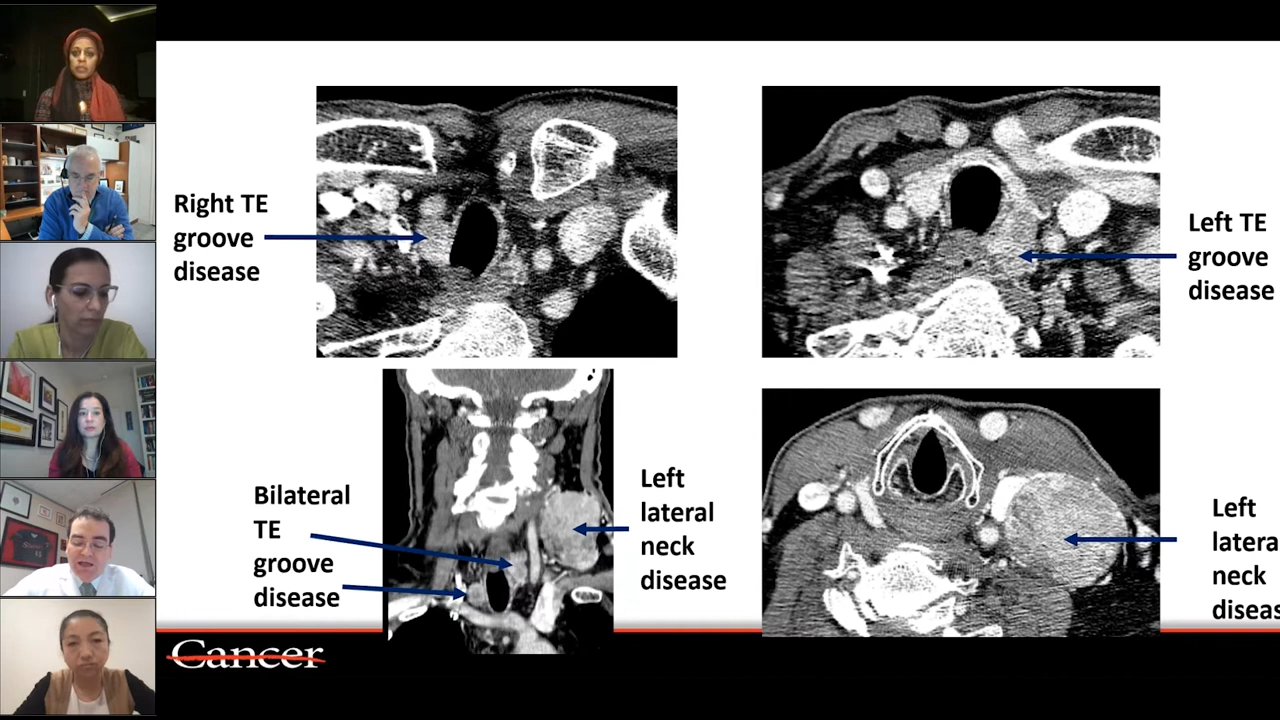 Right TE
groove
disease
Left TE
groove
disease
Bilateral
TE
groove
disease
Left
lateral
neck
disease
Left
latera
neck
diseas
Cancer